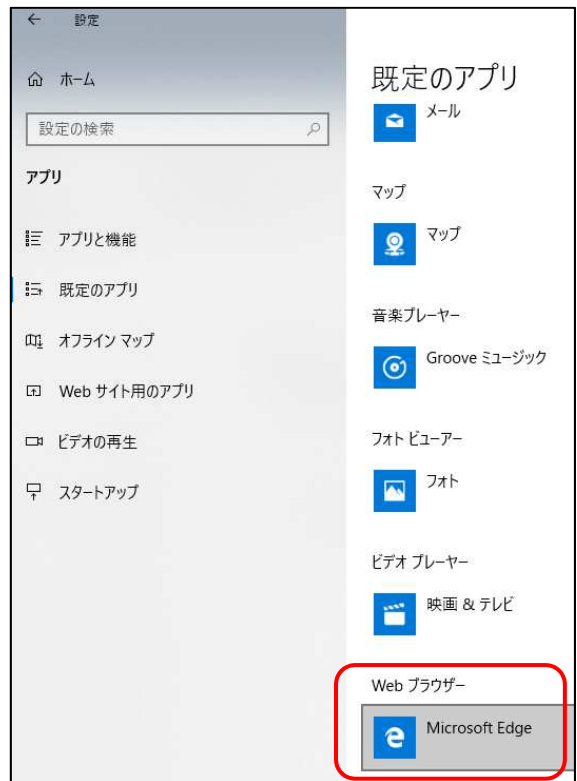 設定
ホーム
設定の検索
アプリ
アプリと機能
既定のアプリ
オフライン マップ
Web サイト用のアプリ
ビデオの再生
スタートアップ
既定のアプリ
メール
マップ
マップ
音楽プレーヤー
Groove ミュージック
フォト ビューアー
フォト
ビデオ プレーヤー
映画 & テレビ
Web ブラウザー
Microsoft Edge